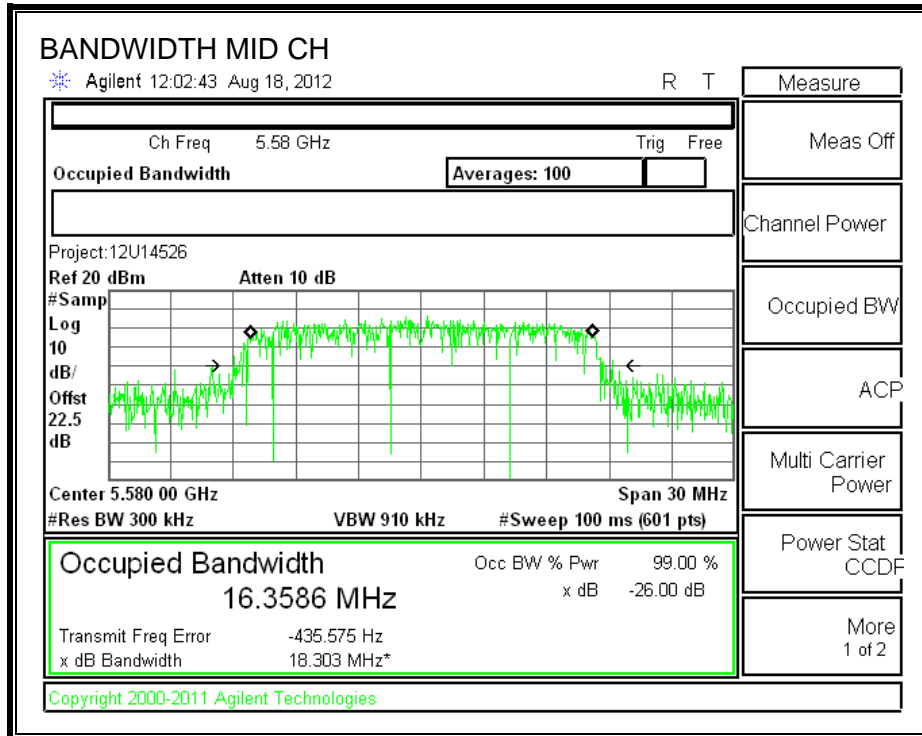 BANDWIDTH MID CH
Agilent 12:02:43 Aug 18, 2012 R T
Ch Freq 5.58 GHz Trig Free
Occupied Bandwidth Averages: 100
Project:12U14526
Ref 20 dBm Atten 10 dB
#Samp
Log
10
dB/
Offst
22.5
dB
Center 5.580 00 GHz Span 30 MHz
#Res BW 300 kHz VBW 910 kHz #Sweep 100 ms (601 pts)
Occupied Bandwidth Occ BW % Pwr 99.00 %
16.3586 MHz x dB -26.00 dB
Transmit Freq Error -435.575 Hz
x dB Bandwidth 18.303 MHz*
Copyright 2000-2011 Agilent Technologies
Measure
Meas Off
Channel Power
Occupied BW
ACP
Multi Carrier
Power
Power Stat
CCDF
More
1 of 2